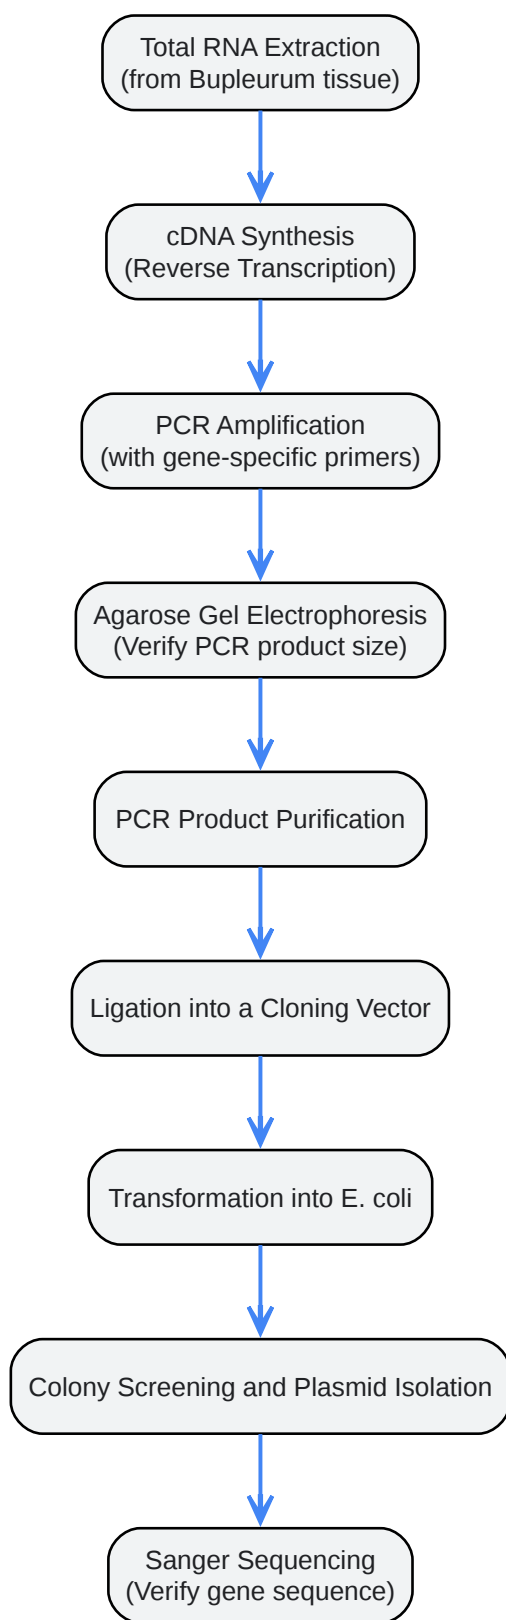 Total RNA Extraction
(from Bupleurum tissue)
cDNA Synthesis
(Reverse Transcription)
PCR Amplification
(with gene-specific primers)
Agarose Gel Electrophoresis
(Verify PCR product size)
PCR Product Purification
Ligation into a Cloning Vector
Transformation into E. coli
Colony Screening and Plasmid Isolation
Sanger Sequencing
(Verify gene sequence)